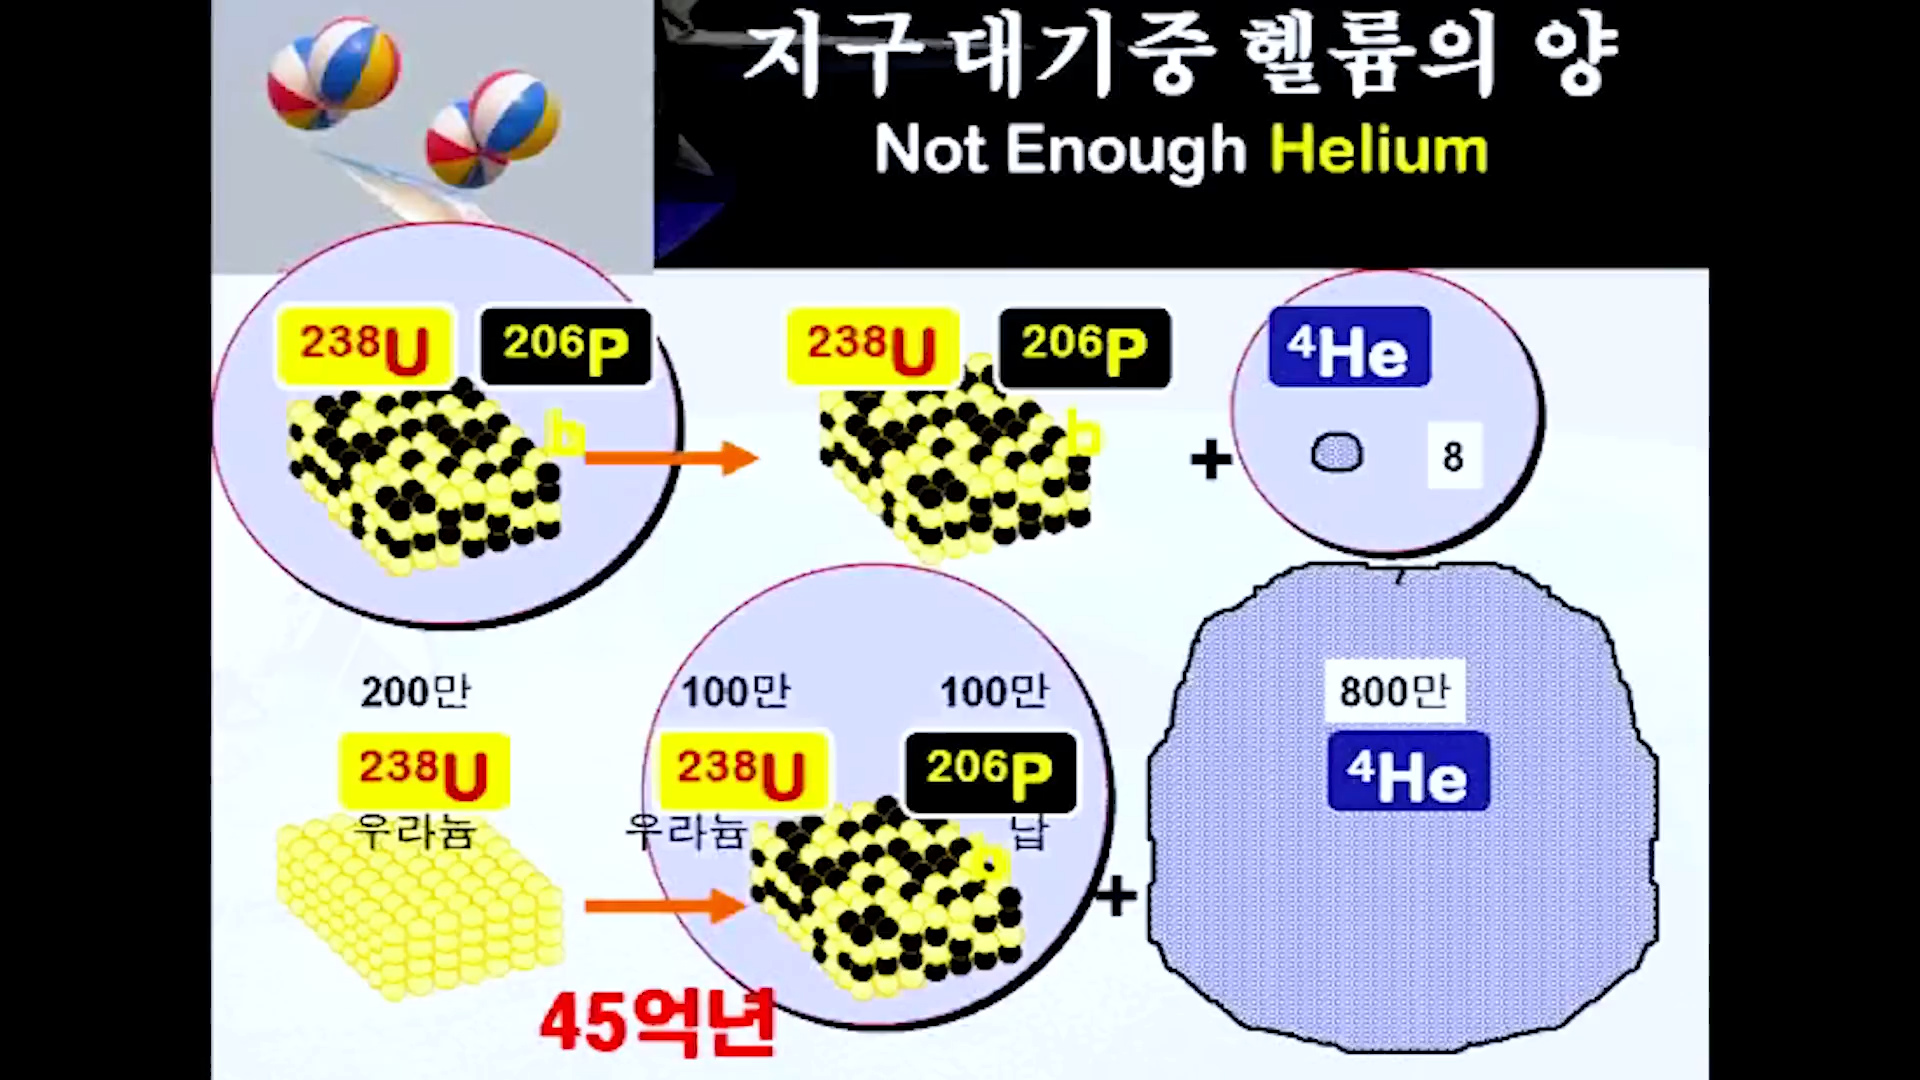 지구 대기중 헬륨의 양
Not Enough Helium
238U 206P
b
238U 206P
b
+
4He
8
200만
238U
우라늄
45억년
100만 100만
238U 206P
우라늄 납
b
+
800만
4He